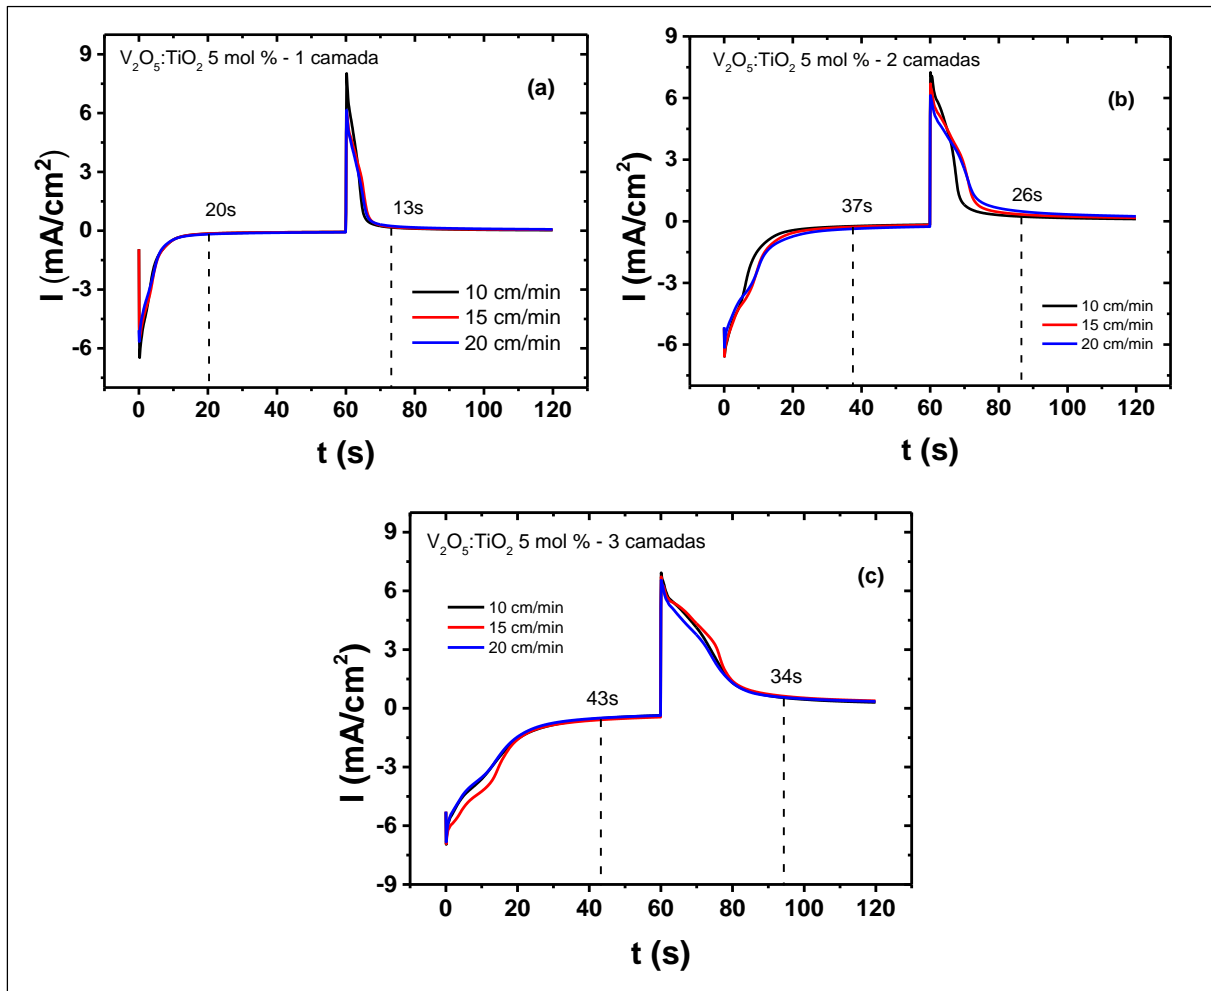 V₂O₅:TiO₂ 5 mol % - 1 camada
(a)
I (mA/cm²)
9
6
3
0
-3
-6
20s
13s
10 cm/min
15 cm/min
20 cm/min
0 20 40 60 80 100 120
t (s)
V₂O₅:TiO₂ 5 mol % - 2 camadas
(b)
I (mA/cm²)
9
6
3
0
-3
-6
37s
26s
10 cm/min
15 cm/min
20 cm/min
0 20 40 60 80 100 120
t (s)
V₂O₅:TiO₂ 5 mol % - 3 camadas
(c)
I (mA/cm²)
9
6
3
0
-3
-6
-9
10 cm/min
15 cm/min
20 cm/min
43s
34s
0 20 40 60 80 100 120
t (s)